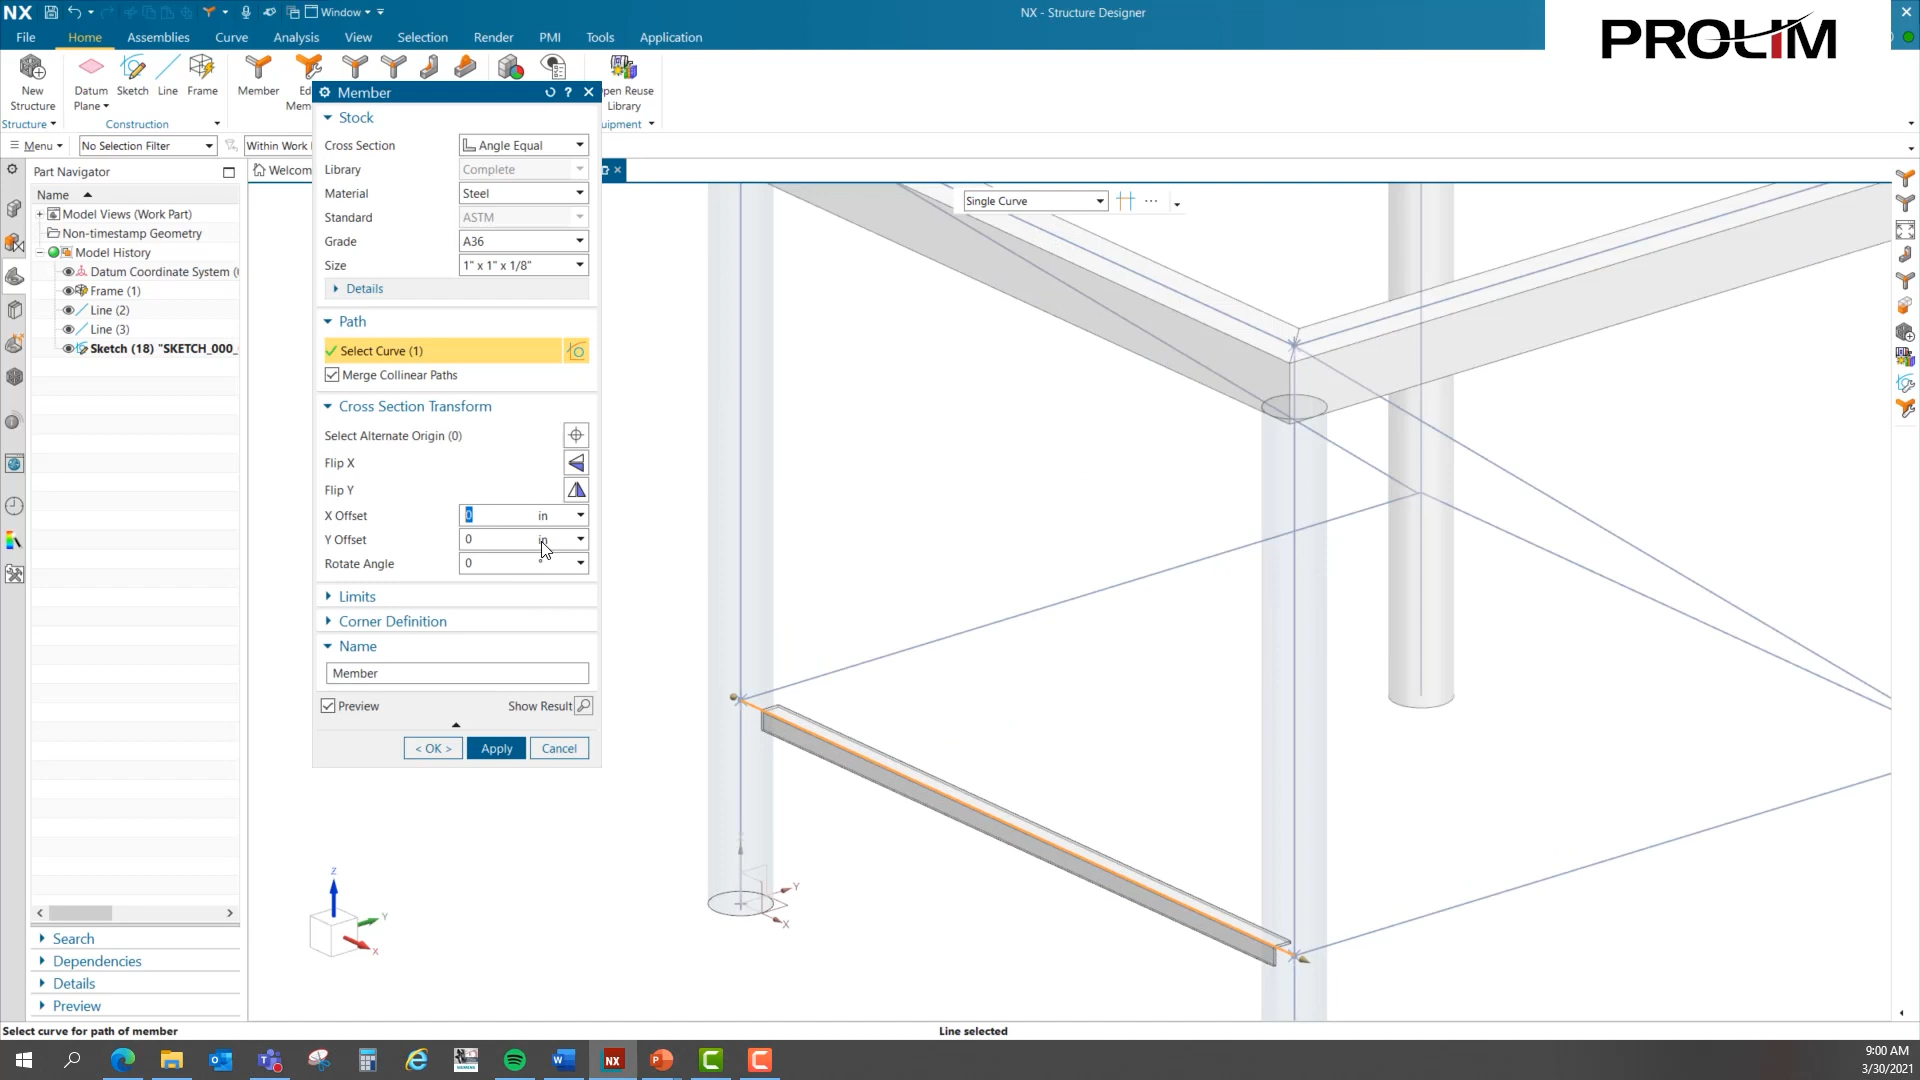 NX
Window
NX - Structure Designer
PROLIM
File
Home
Assemblies
Curve
Analysis
View
Selection
Render
PMI
Tools
Application
New Structure
Datum Plane
Sketch
Line
Frame
Member
Structure
Construction
Menu
No Selection Filter
Within Work
Open Reuse Library
Member
Stock
Cross Section
Angle Equal
Library
Complete
Material
Steel
Standard
ASTM
Grade
A36
Size
1" x 1" x 1/8"
Details
Path
Select Curve (1)
Merge Collinear Paths
Cross Section Transform
Select Alternate Origin (0)
Flip X
Flip Y
X Offset
0 in
Y Offset
0 in
Rotate Angle
0 °
Limits
Corner Definition
Name
Member
Preview
Show Result
< OK >
Apply
Cancel
Part Navigator
Name
Model Views (Work Part)
Non-timestamp Geometry
Model History
Datum Coordinate System (
Frame (1)
Line (2)
Line (3)
Sketch (18) "SKETCH_000_
Search
Dependencies
Details
Preview
Single Curve
Z
Y
X
Y
X
Select curve for path of member
Line selected
9:00 AM
3/30/2021